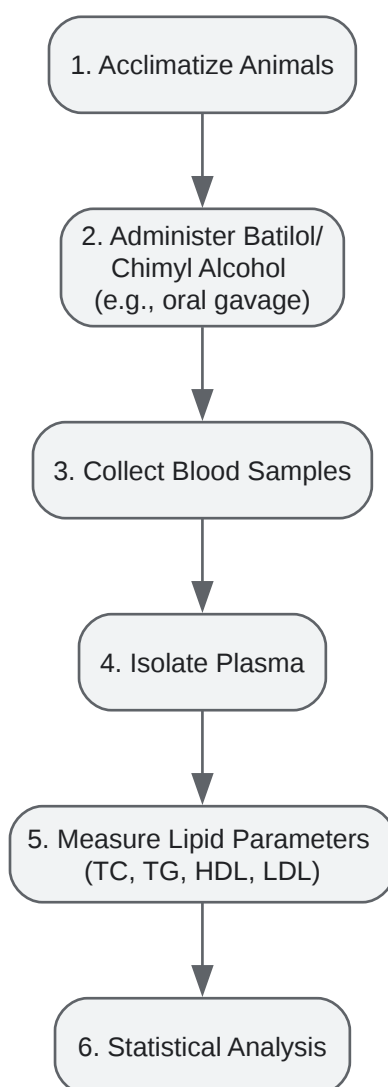 1. Acclimatize Animals
2. Administer Batilol/
Chimyl Alcohol
(e.g., oral gavage)
3. Collect Blood Samples
4. Isolate Plasma
5. Measure Lipid Parameters
(TC, TG, HDL, LDL)
6. Statistical Analysis